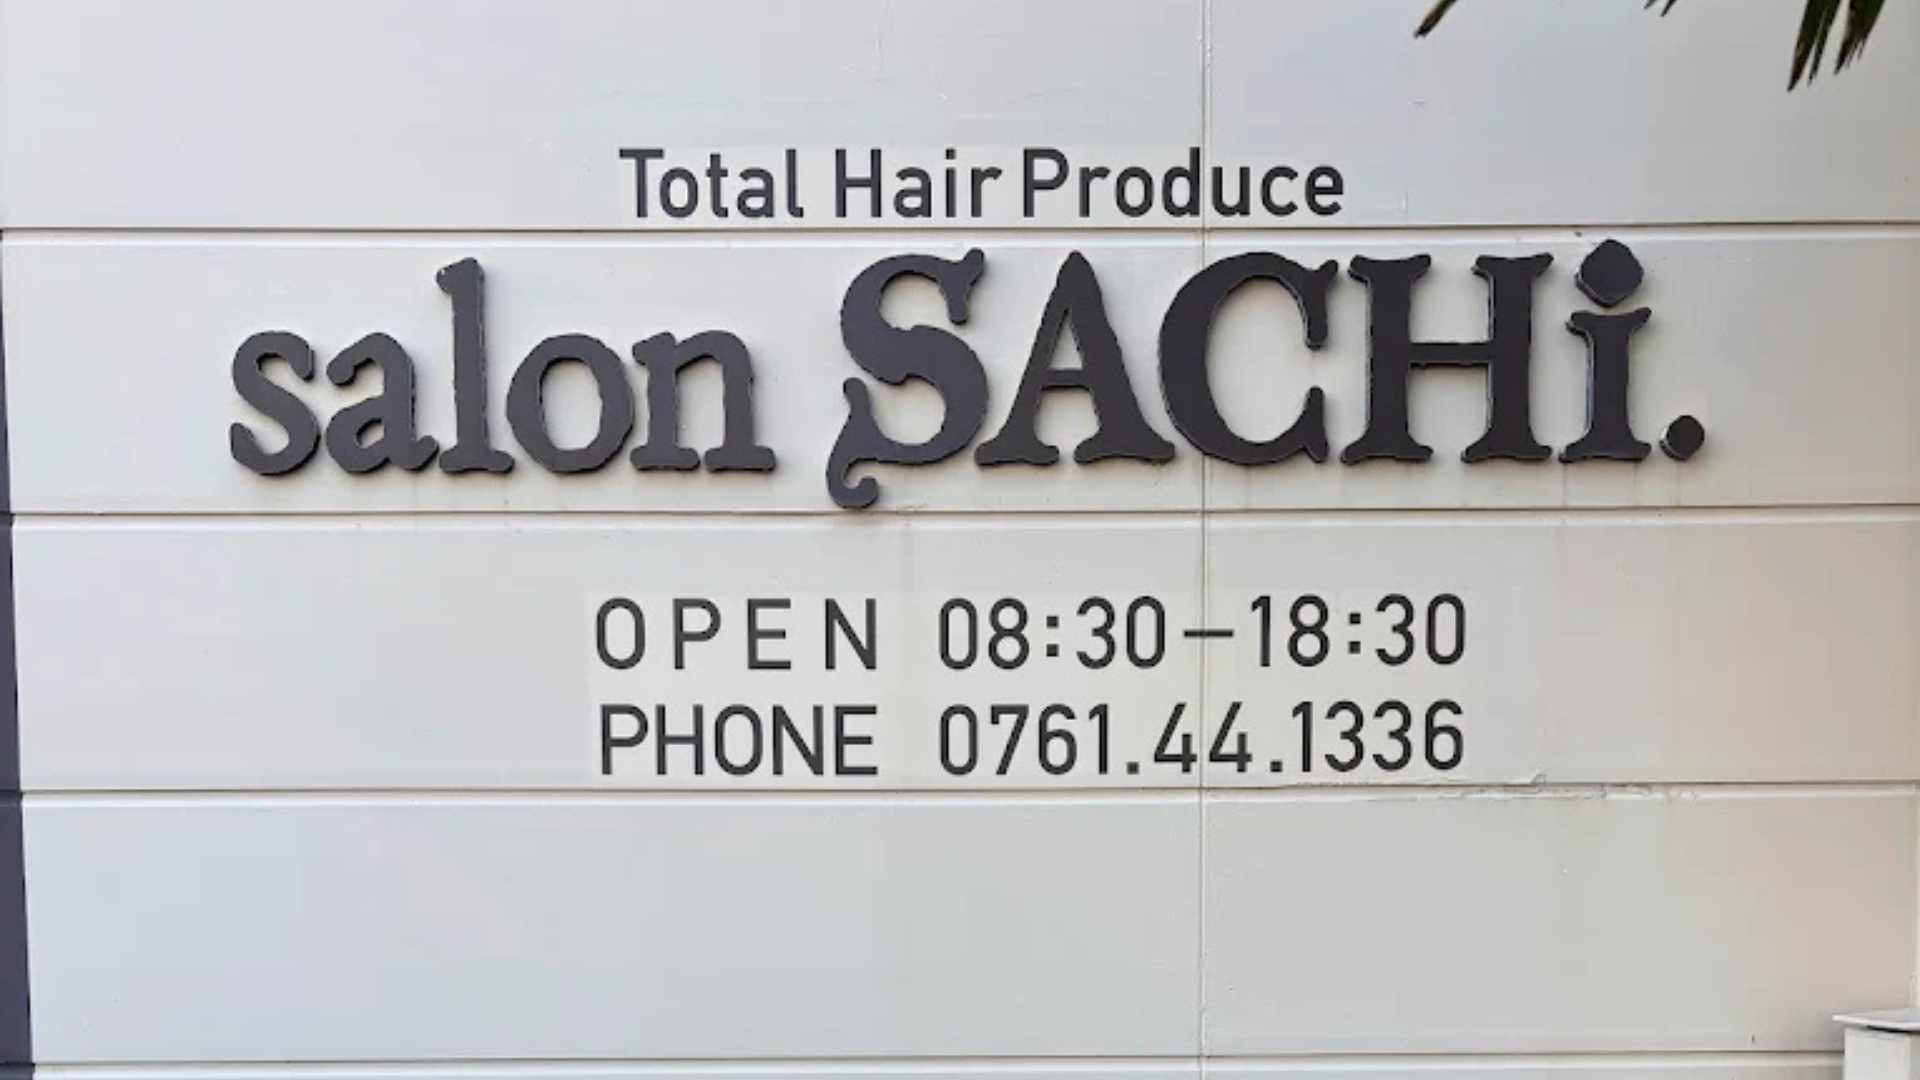 Total Hair Produce
salon SACHi.
OPEN 08:30-18:30
PHONE 0761.44.1336